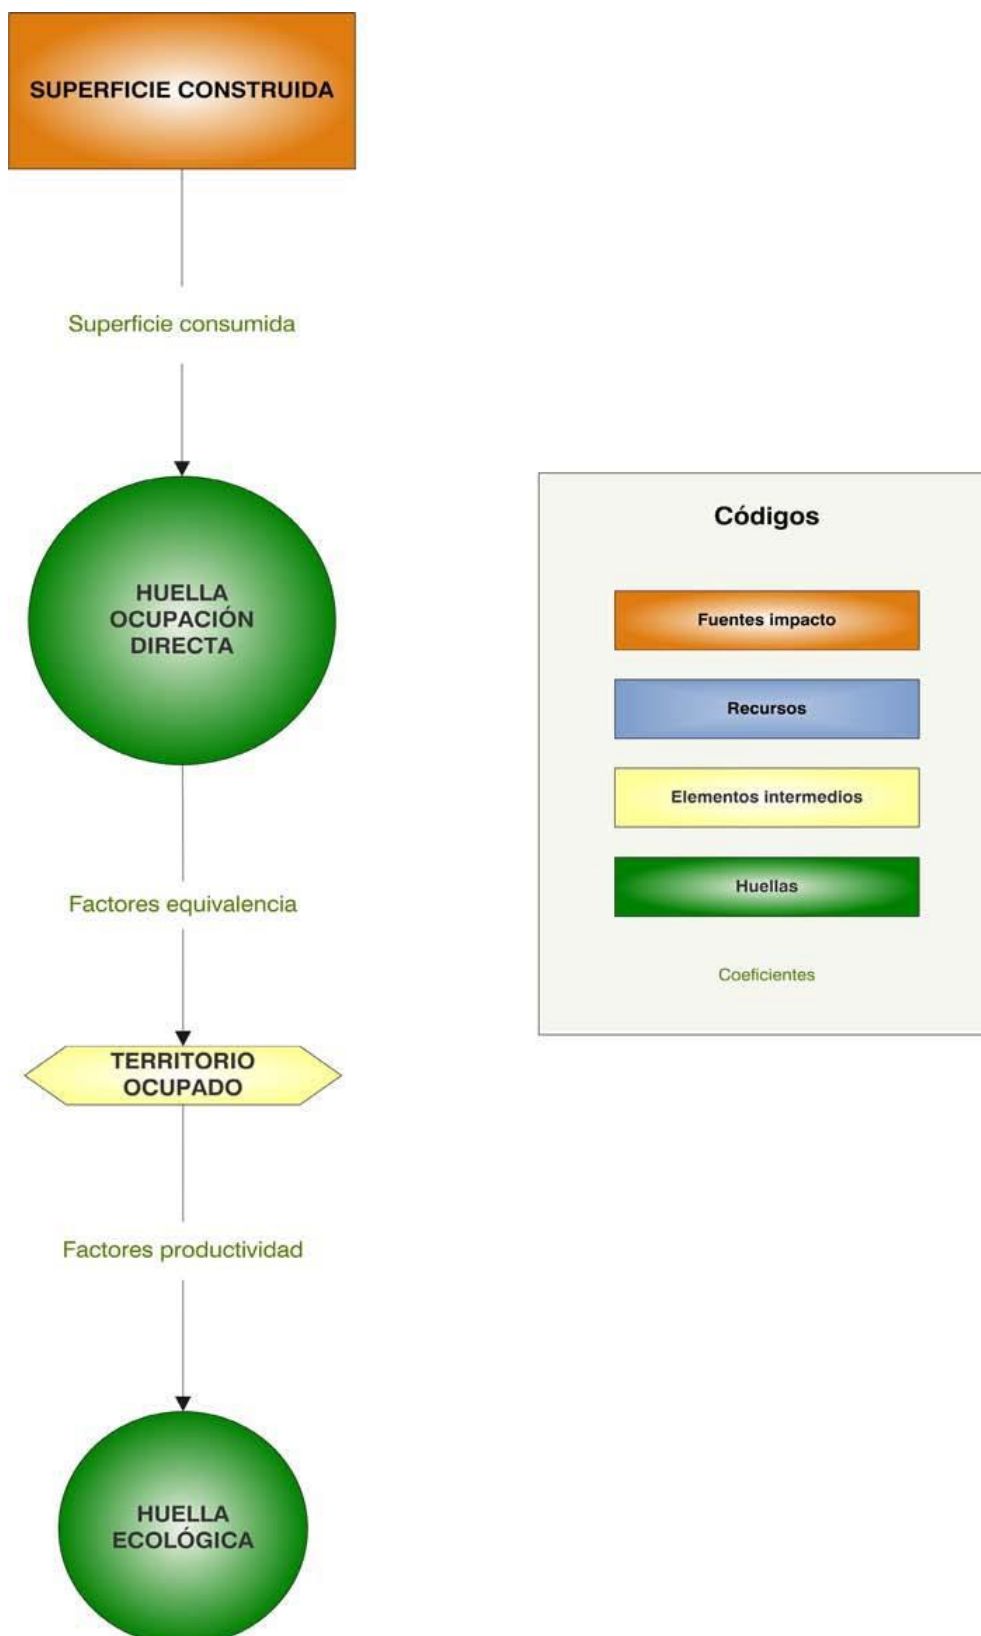 SUPERFICIE CONSTRUIDA
Superficie consumida
HUELLA
OCUPACIÓN
DIRECTA
Factores equivalencia
TERRITORIO
OCUPADO
Factores productividad
HUELLA
ECOLÓGICA
Códigos
Fuentes impacto
Recursos
Elementos intermedios
Huellas
Coeficientes